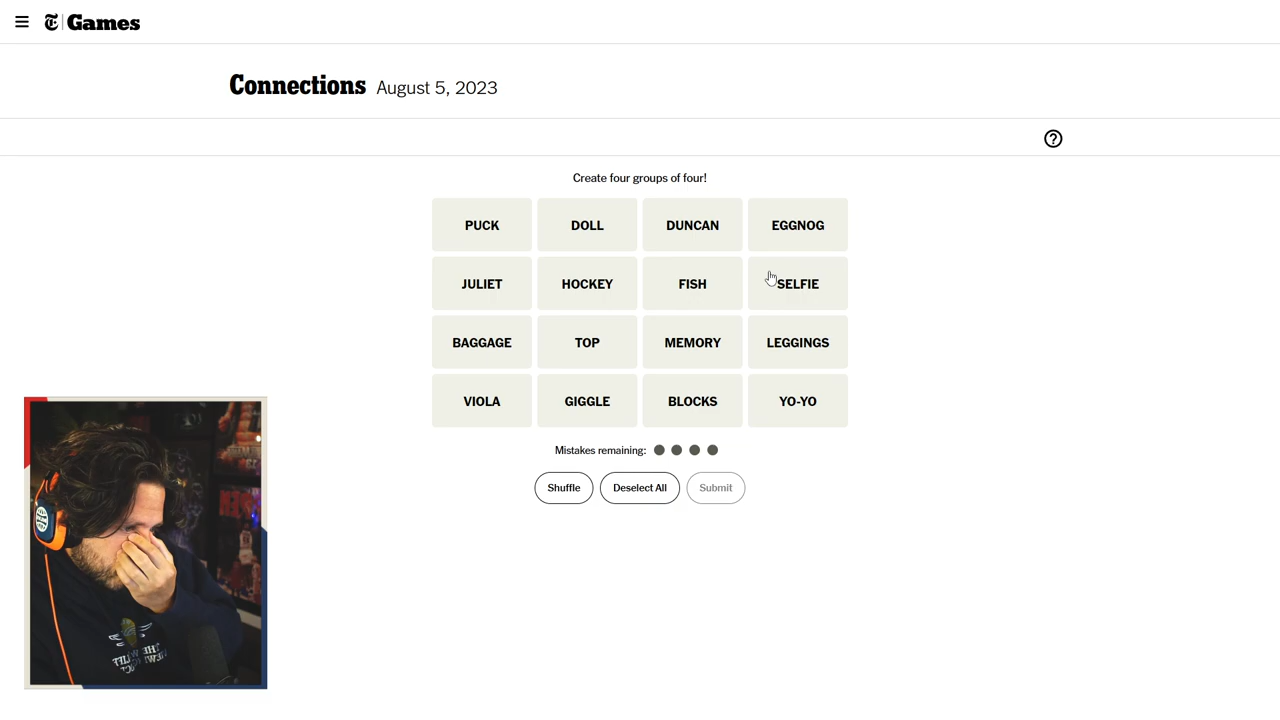 Games
Connections August 5, 2023
Create four groups of four!
PUCK DOLL DUNCAN EGGNOG
JULIET HOCKEY FISH SELFIE
BAGGAGE TOP MEMORY LEGGINGS
VIOLA GIGGLE BLOCKS YO-YO
Mistakes remaining:
Shuffle Deselect All Submit